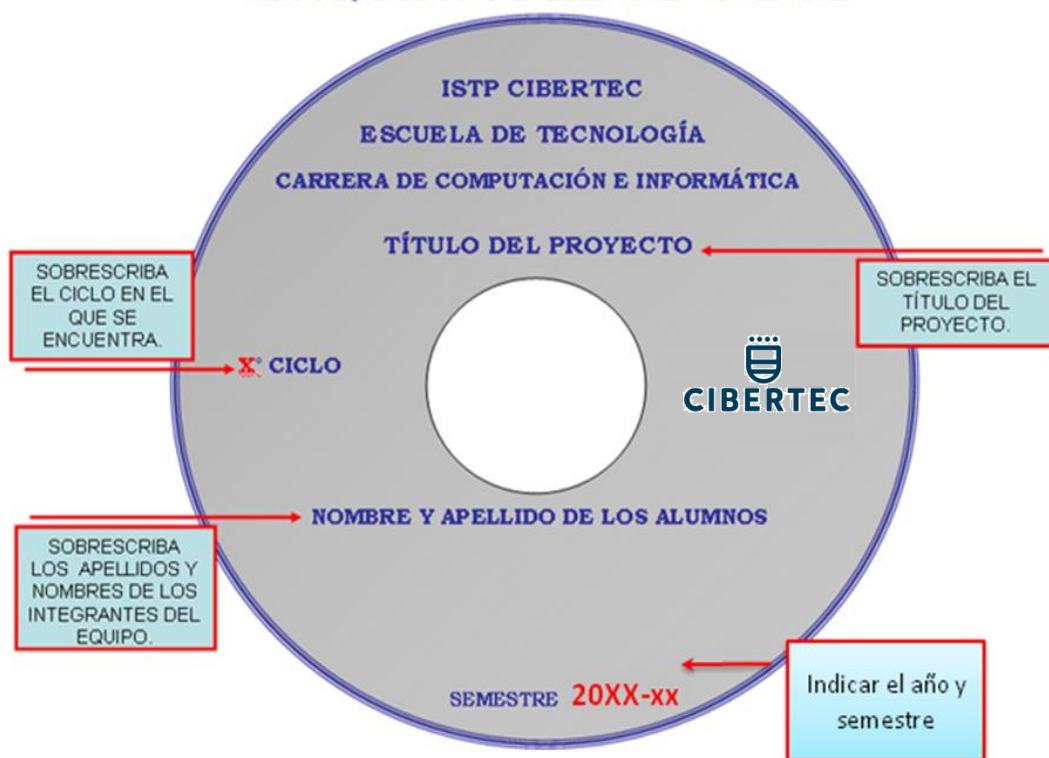 ISTP CIBERTEC
ESCUELA DE TECNOLOGÍA
CARRERA DE COMPUTACIÓN E INFORMÁTICA
TÍTULO DEL PROYECTO
SOBRESCRIBA
EL CICLO EN EL
QUE SE
ENCUENTRA.
SOBRESCRIBA EL
TÍTULO DEL
PROYECTO.
X° CICLO
CIBERTEC
NOMBRE Y APELLIDO DE LOS ALUMNOS
SOBRESCRIBA
LOS APELLIDOS Y
NOMBRES DE LOS
INTEGRANTES DEL
EQUIPO.
SEMESTRE 20XX-xx
Indicar el año y
semestre